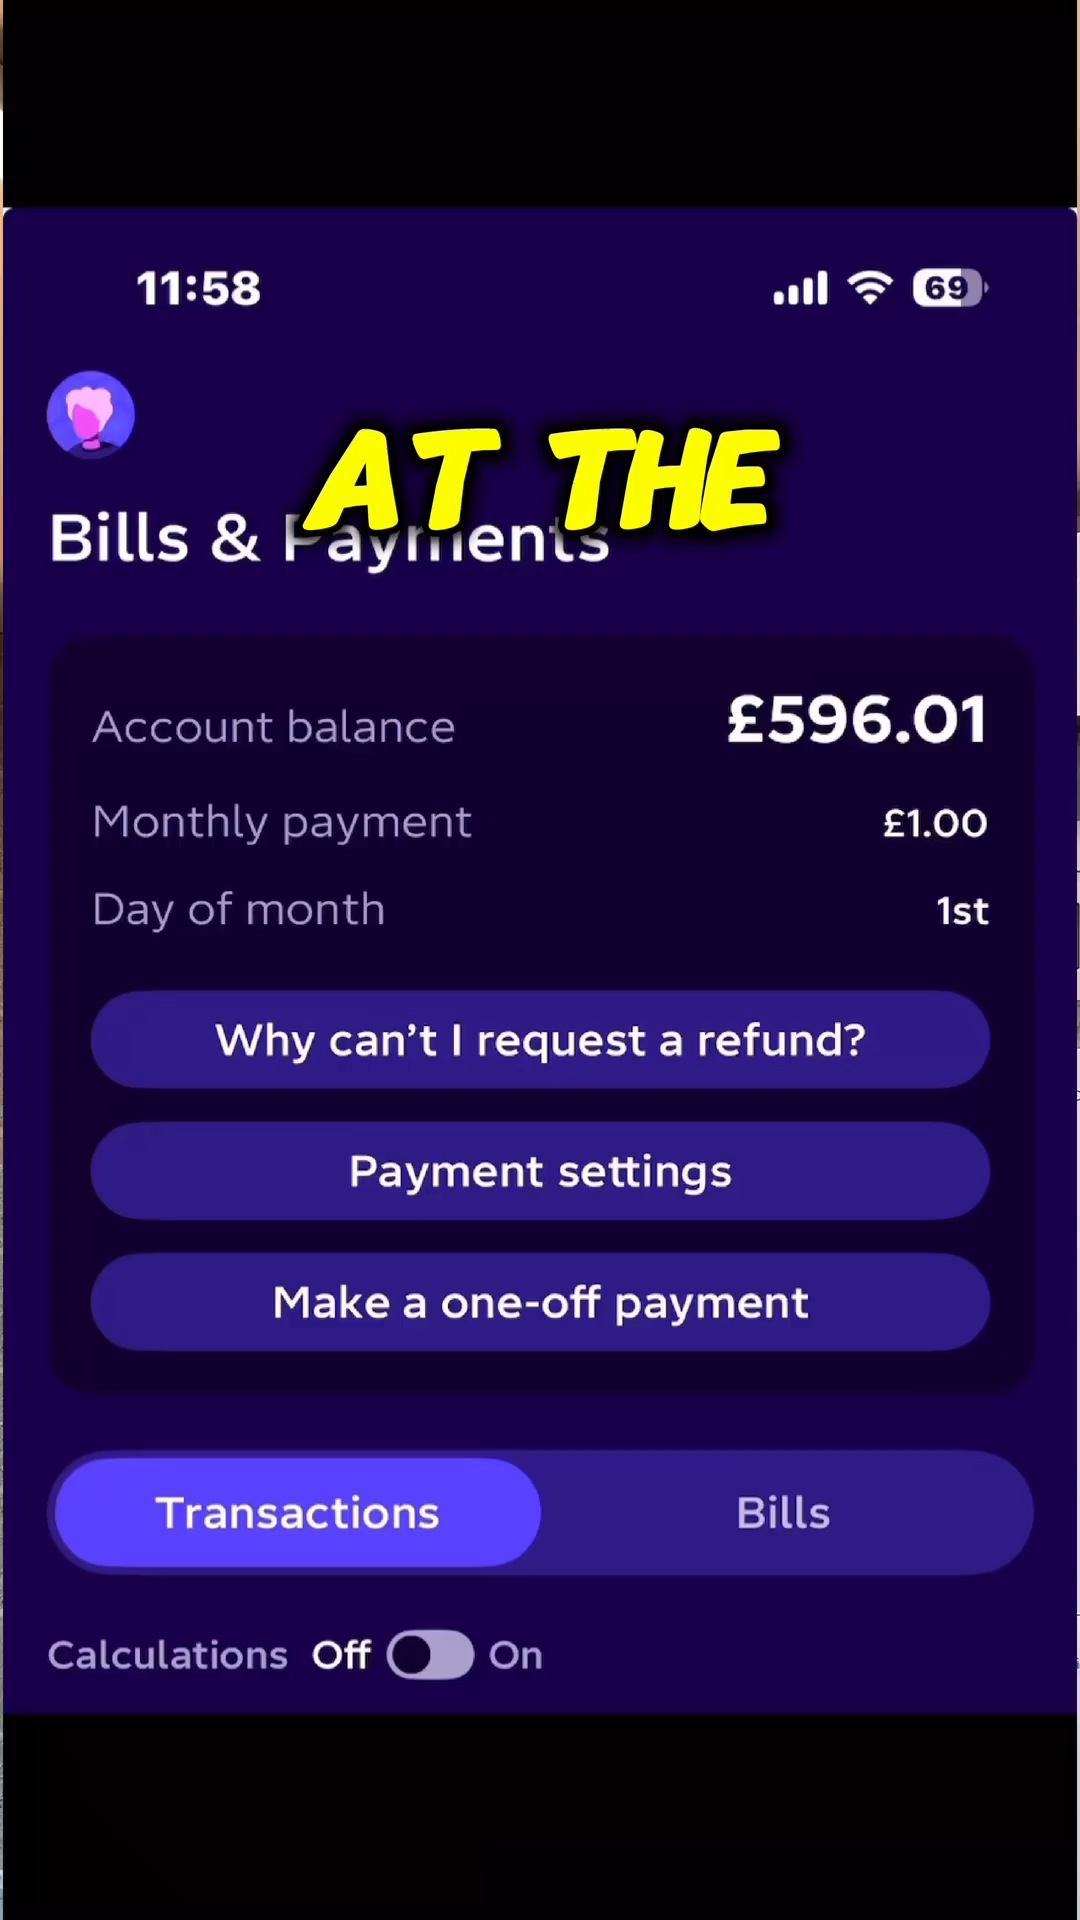 11:58
69
AT THE
Bills & Payments
Account balance £596.01
Monthly payment £1.00
Day of month 1st
Why can’t I request a refund?
Payment settings
Make a one-off payment
Transactions Bills
Calculations Off On